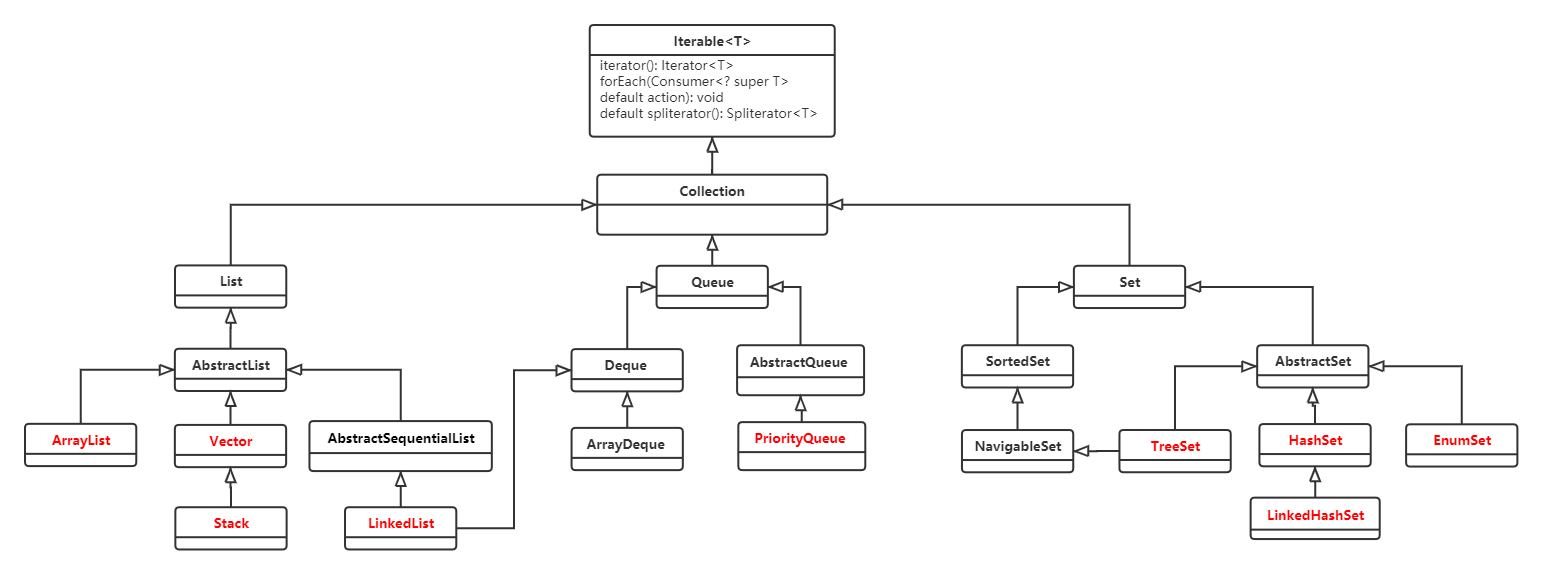 Iterable<T>
iterator(): Iterator<T>
forEach(Consumer<? super T>
default action): void
default spliterator(): Spliterator<T>
Collection
List
Queue
Set
AbstractList
Deque
AbstractQueue
SortedSet
AbstractSet
ArrayList
Vector
AbstractSequentialList
ArrayDeque
PriorityQueue
NavigableSet
TreeSet
HashSet
EnumSet
Stack
LinkedList
LinkedHashSet